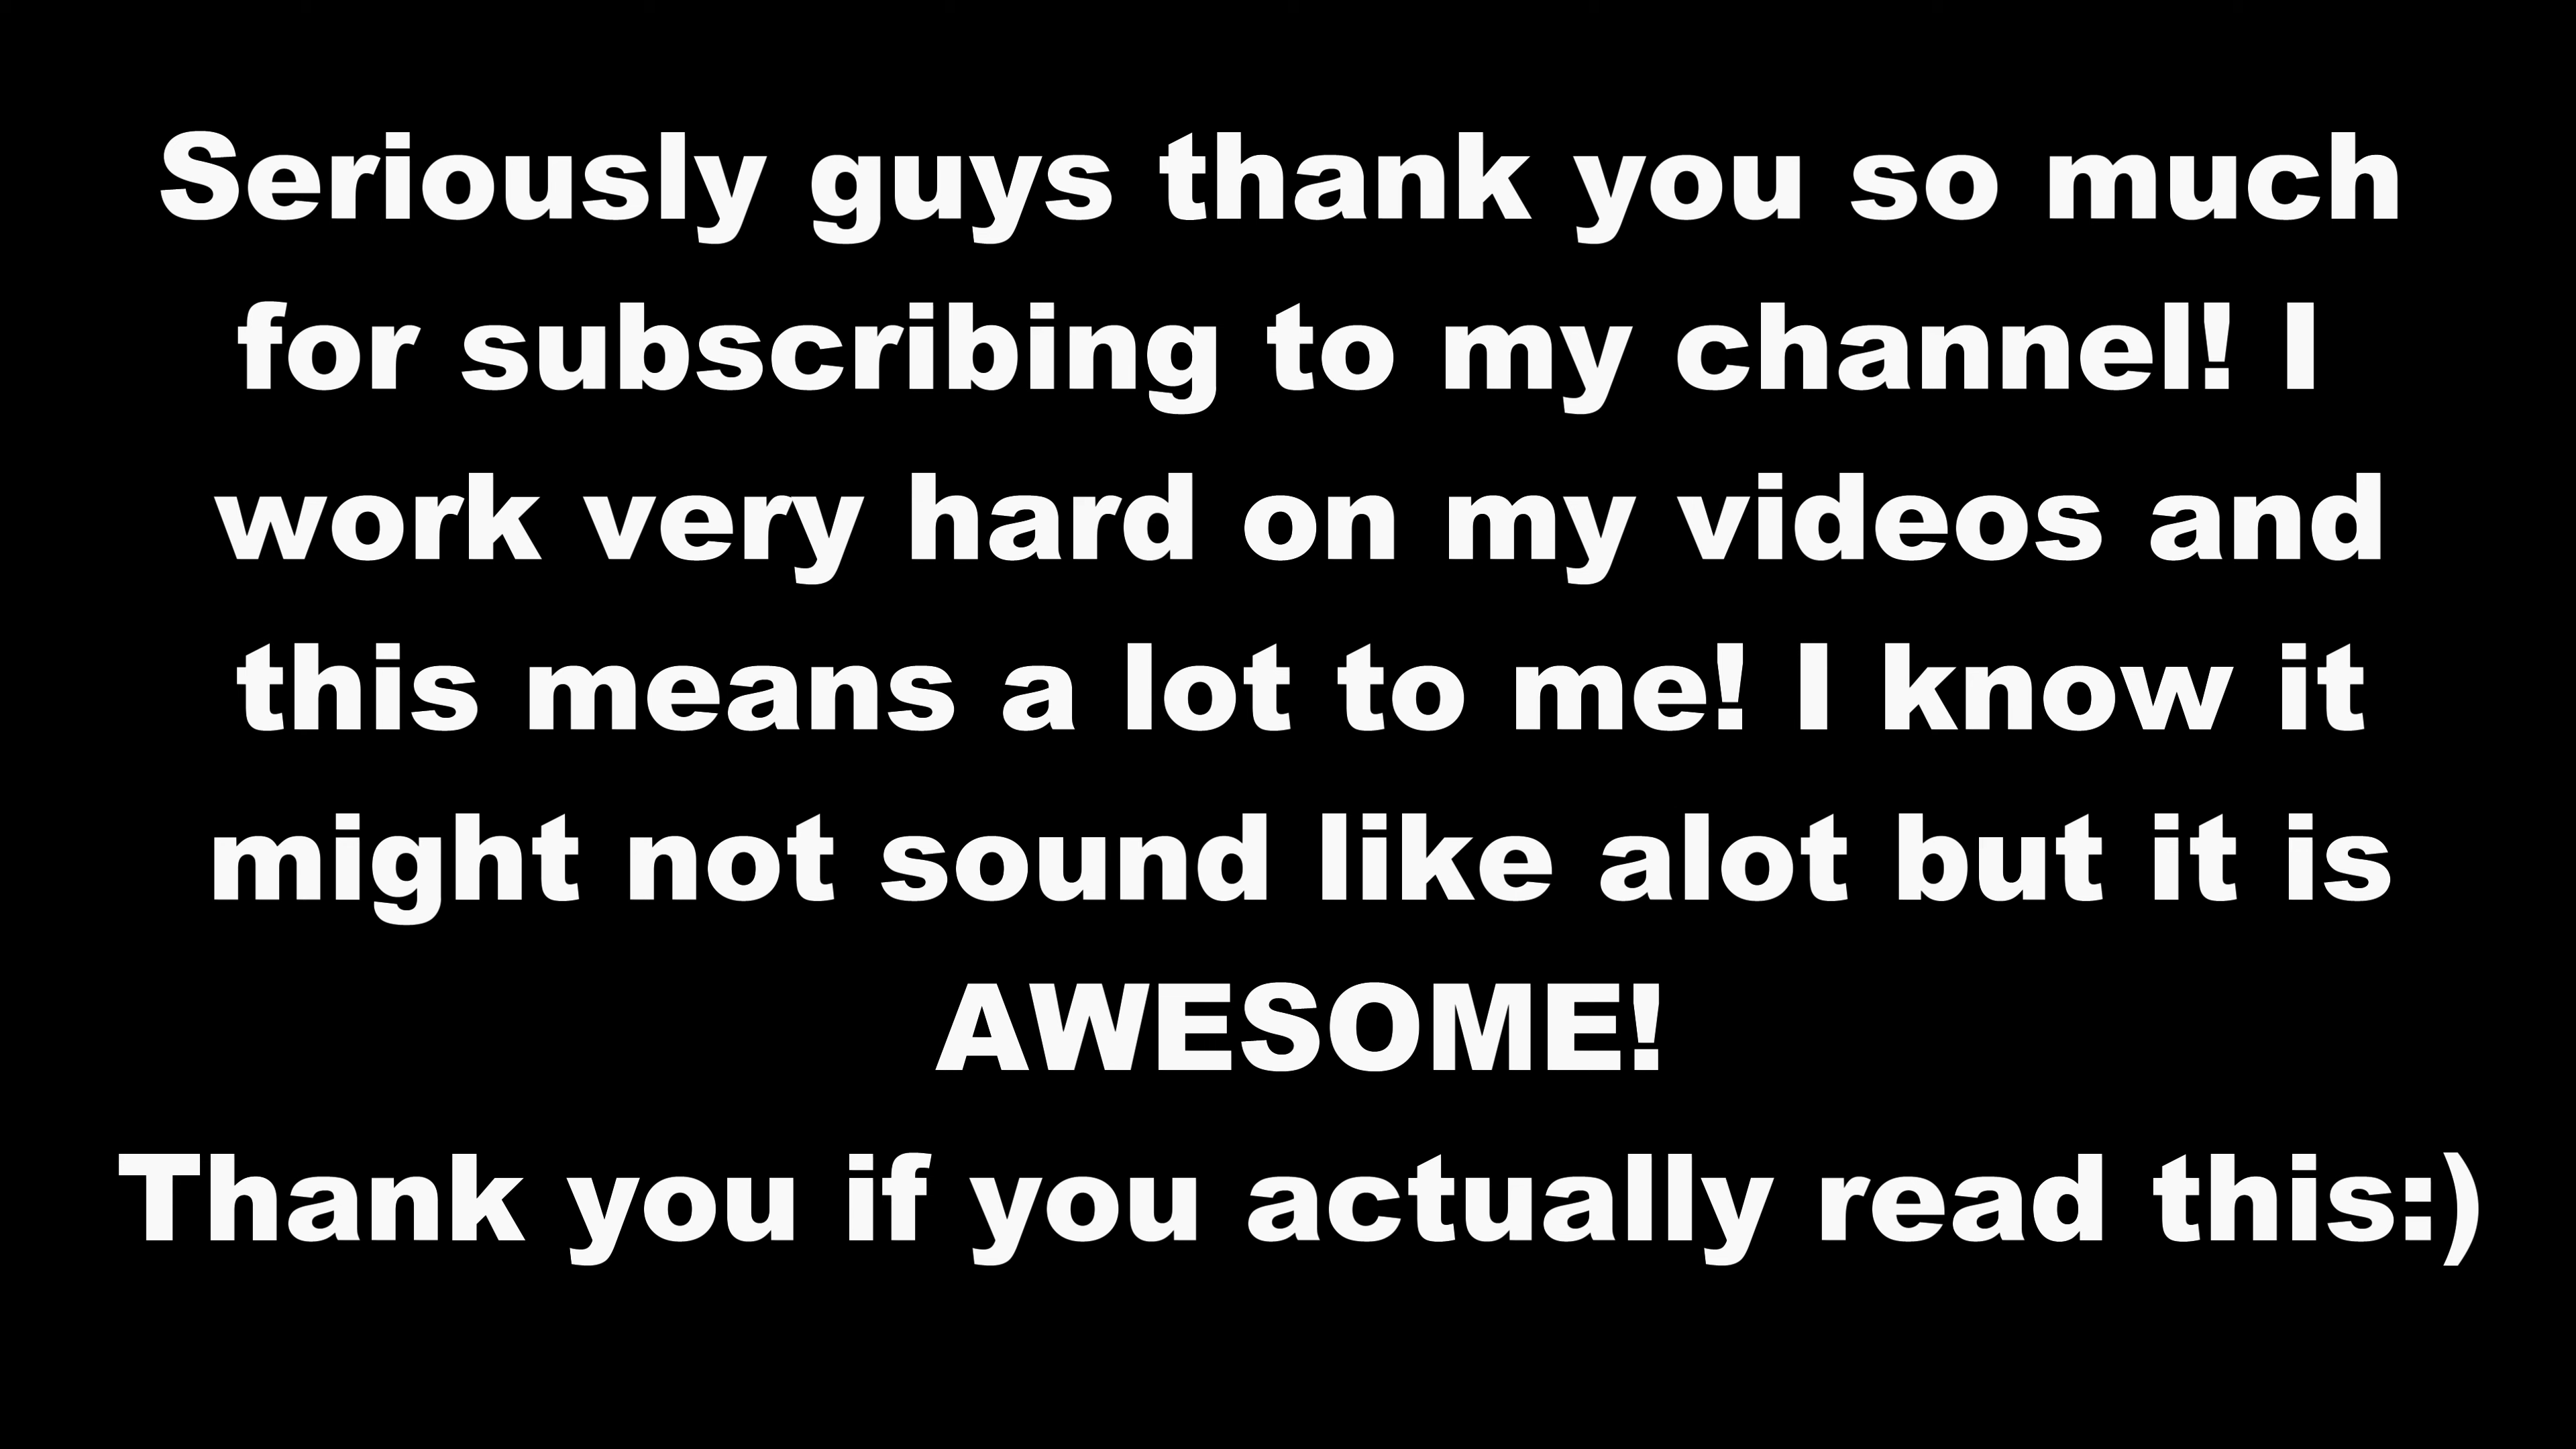 Seriously guys thank you so much
for subscribing to my channel! I
work very hard on my videos and
this means a lot to me! I know it
might not sound like alot but it is
AWESOME!
Thank you if you actually read this:)